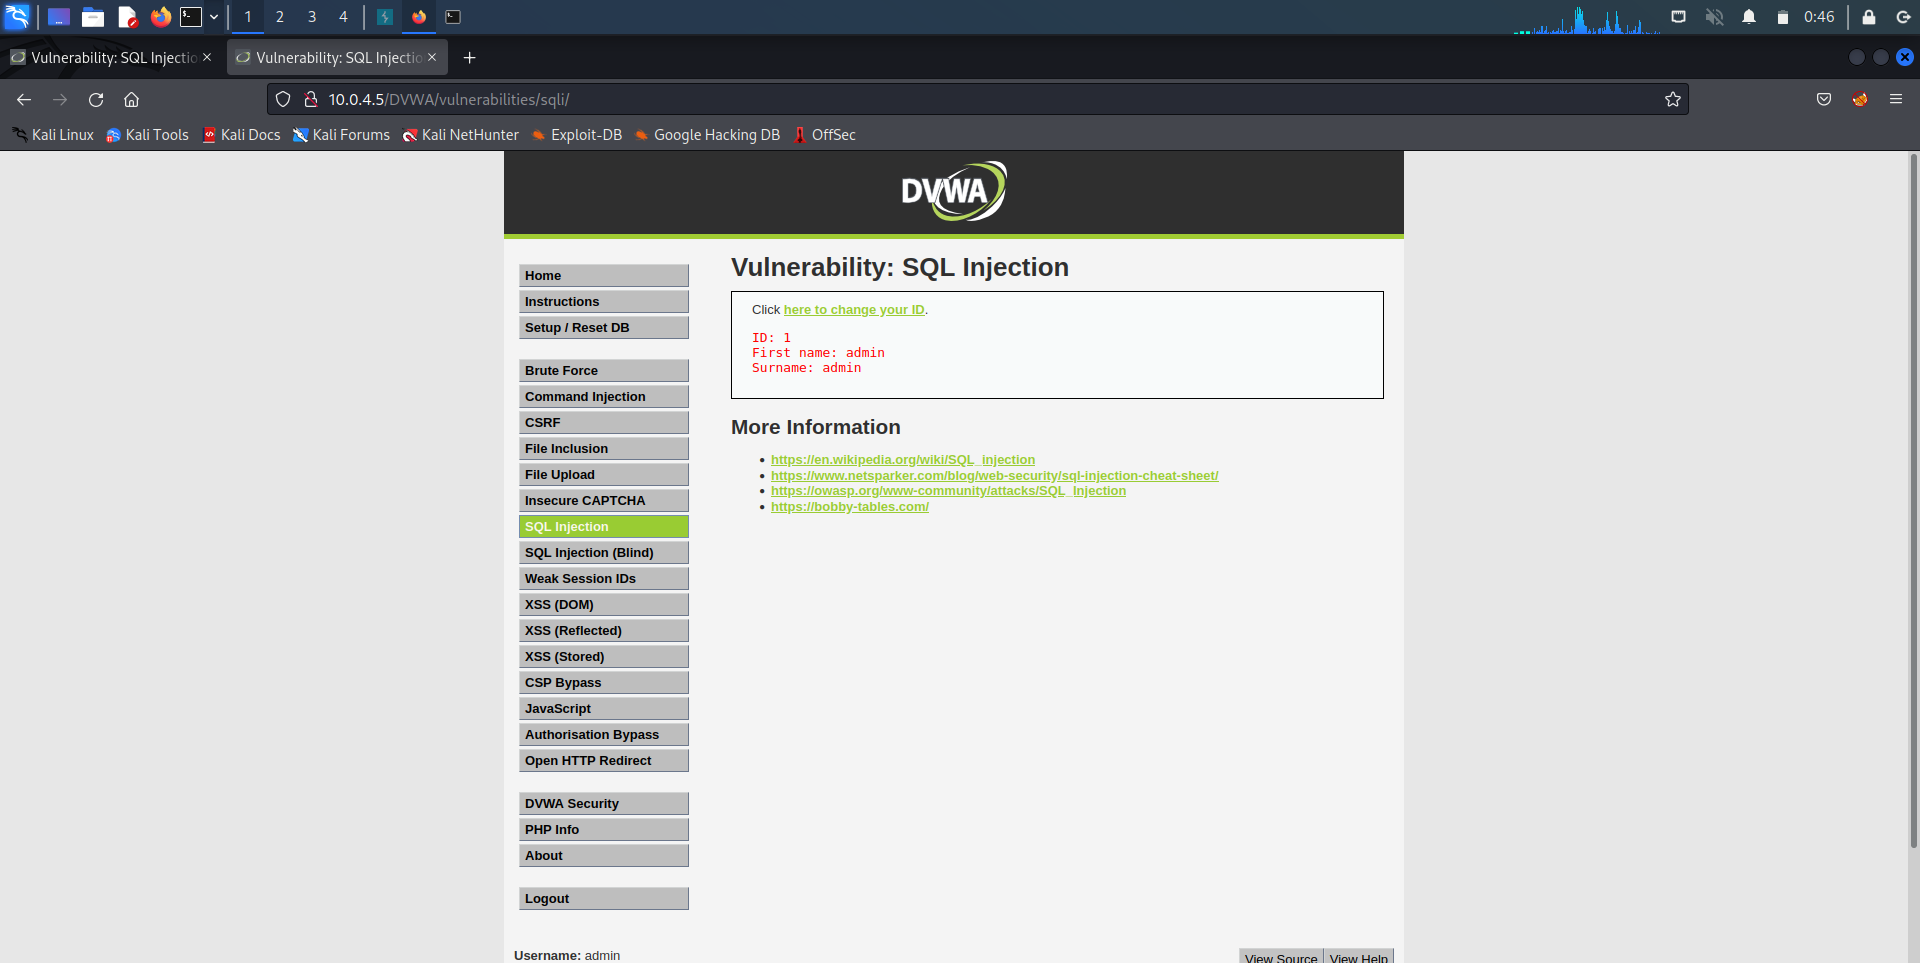 1 2 3 4 0:46
Vulnerability: SQL Injectio Vulnerability: SQL Injectio
10.0.4.5/DVWA/vulnerabilities/sqli/
Kali Linux Kali Tools Kali Docs Kali Forums Kali NetHunter Exploit-DB Google Hacking DB OffSec
DVWA
Home
Instructions
Setup / Reset DB
Brute Force
Command Injection
CSRF
File Inclusion
File Upload
Insecure CAPTCHA
SQL Injection
SQL Injection (Blind)
Weak Session IDs
XSS (DOM)
XSS (Reflected)
XSS (Stored)
CSP Bypass
JavaScript
Authorisation Bypass
Open HTTP Redirect
DVWA Security
PHP Info
About
Logout
Vulnerability: SQL Injection
Click here to change your ID.
ID: 1
First name: admin
Surname: admin
More Information
https://en.wikipedia.org/wiki/SQL_injection
https://www.netsparker.com/blog/web-security/sql-injection-cheat-sheet/
https://owasp.org/www-community/attacks/SQL_Injection
https://bobby-tables.com/
Username: admin
View Source View Help